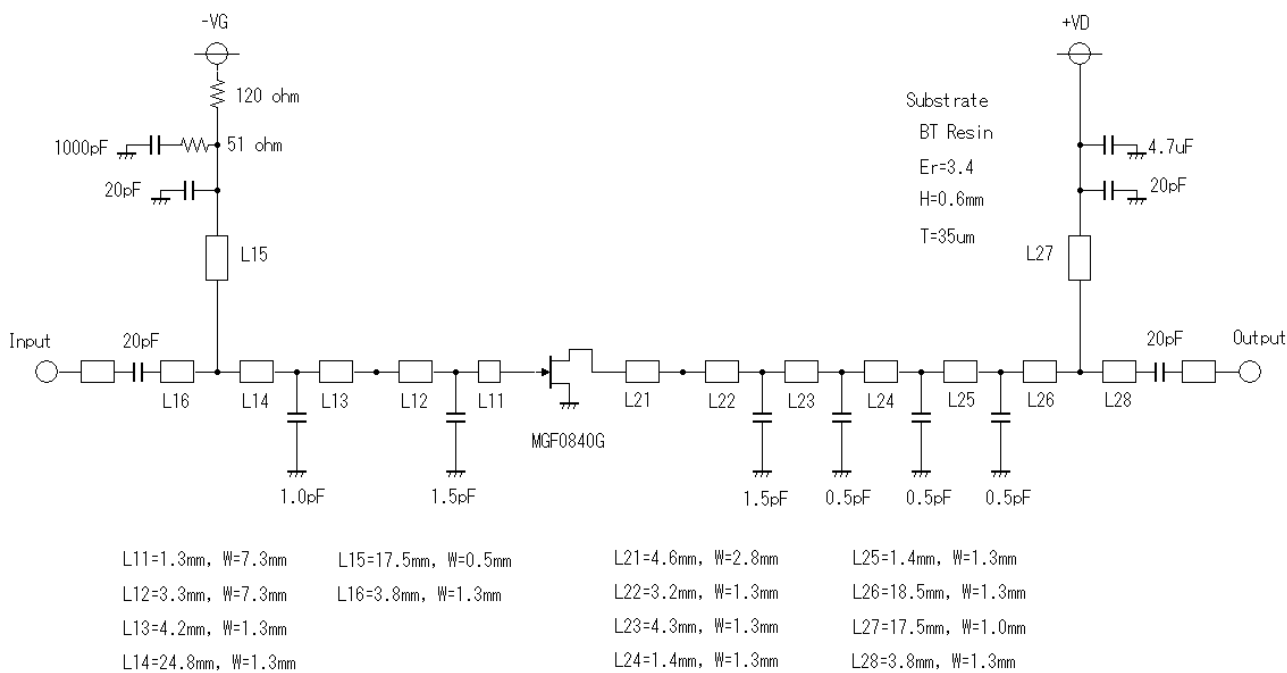 -VG
+VD
120 ohm
Substrate
1000pF
51 ohm
BT Resin
4.7uF
Er=3.4
20pF
20pF
H=0.6mm
T=35um
L15
L27
Input
20pF
20pF
Output
L16
L14
L13
L12
L11
L21
L22
L23
L24
L25
L26
L28
MGF0840G
1.0pF
1.5pF
1.5pF
0.5pF
0.5pF
0.5pF
L11=1.3mm, W=7.3mm
L12=3.3mm, W=7.3mm
L13=4.2mm, W=1.3mm
L14=24.8mm, W=1.3mm
L15=17.5mm, W=0.5mm
L16=3.8mm, W=1.3mm
L21=4.6mm, W=2.8mm
L22=3.2mm, W=1.3mm
L23=4.3mm, W=1.3mm
L24=1.4mm, W=1.3mm
L25=1.4mm, W=1.3mm
L26=18.5mm, W=1.3mm
L27=17.5mm, W=1.0mm
L28=3.8mm, W=1.3mm